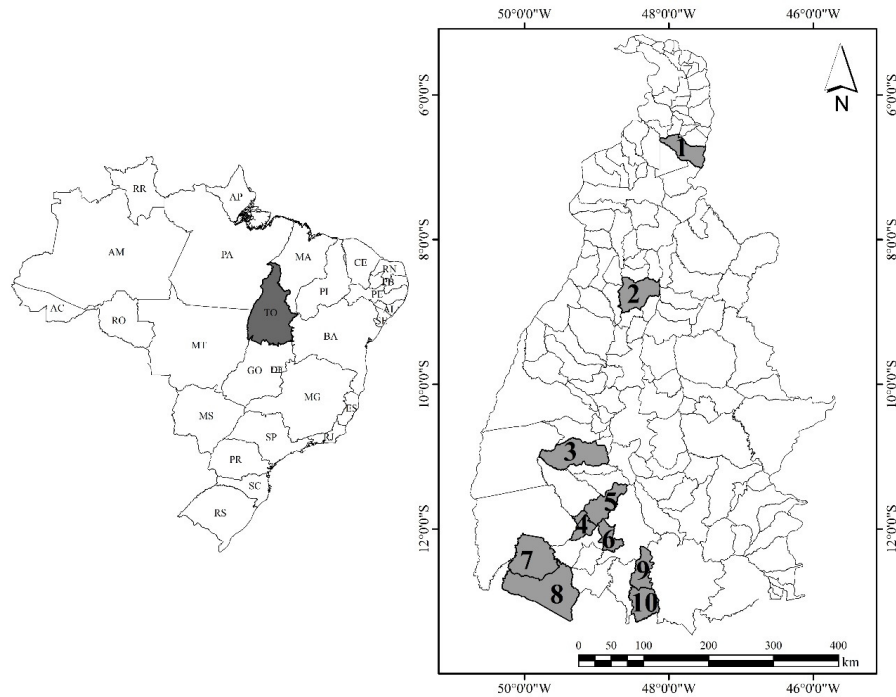 50°0'0"W 48°0'0"W 46°0'0"W
6°0'0"S
8°0'0"S
10°0'0"S
12°0'0"S
N
RR
AP
AM
PA
MA
CE
RN
PB
PE
AL
SE
PI
AC
RO
TO
BA
MT
GO
DF
MG
ES
MS
SP
RJ
PR
SC
RS
1
2
3
4
5
6
7
8
9
10
0 50 100 200 300 400
km
50°0'0"W 48°0'0"W 46°0'0"W